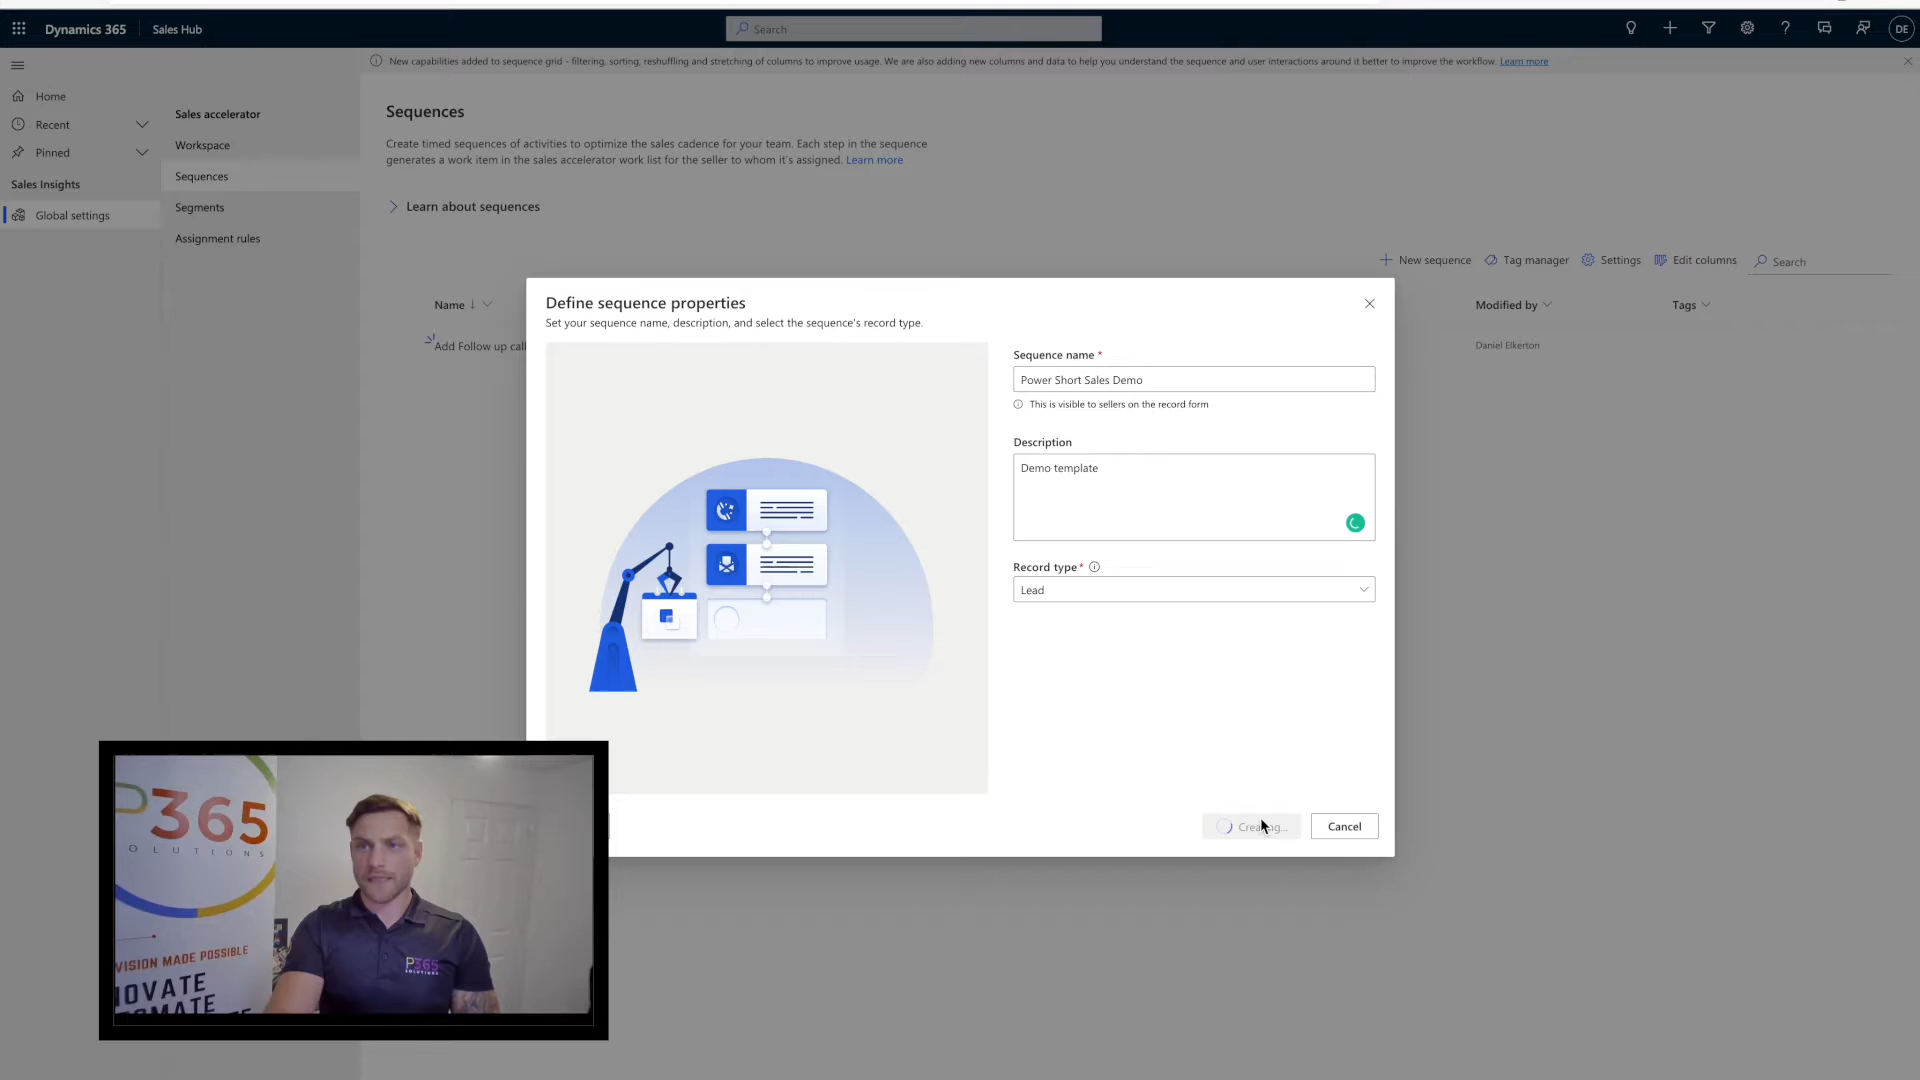 Dynamics 365
Sales Hub
Search
DE
New capabilities added to sequence grid - filtering, sorting, reshuffling and stretching of columns to improve usage. We are also adding new columns and data to help you understand the sequence and user interactions around it better to improve the workflow. Learn more
Home
Recent
Pinned
Sales Insights
Global settings
Sales accelerator
Workspace
Sequences
Segments
Assignment rules
Sequences
Create timed sequences of activities to optimize the sales cadence for your team. Each step in the sequence
generates a work item in the sales accelerator work list for the seller to whom it's assigned. Learn more
Learn about sequences
New sequence
Tag manager
Settings
Edit columns
Search
Name
Modified by
Tags
Add Follow up call
Daniel Elkerton
Define sequence properties
Set your sequence name, description, and select the sequence's record type.
Sequence name *
Power Short Sales Demo
This is visible to sellers on the record form
Description
Demo template
Record type *
Lead
Cancel
P365
OLUTIONS
VISION MADE POSSIBLE
NOVATE
OMATE
P365
SOLUTIONS